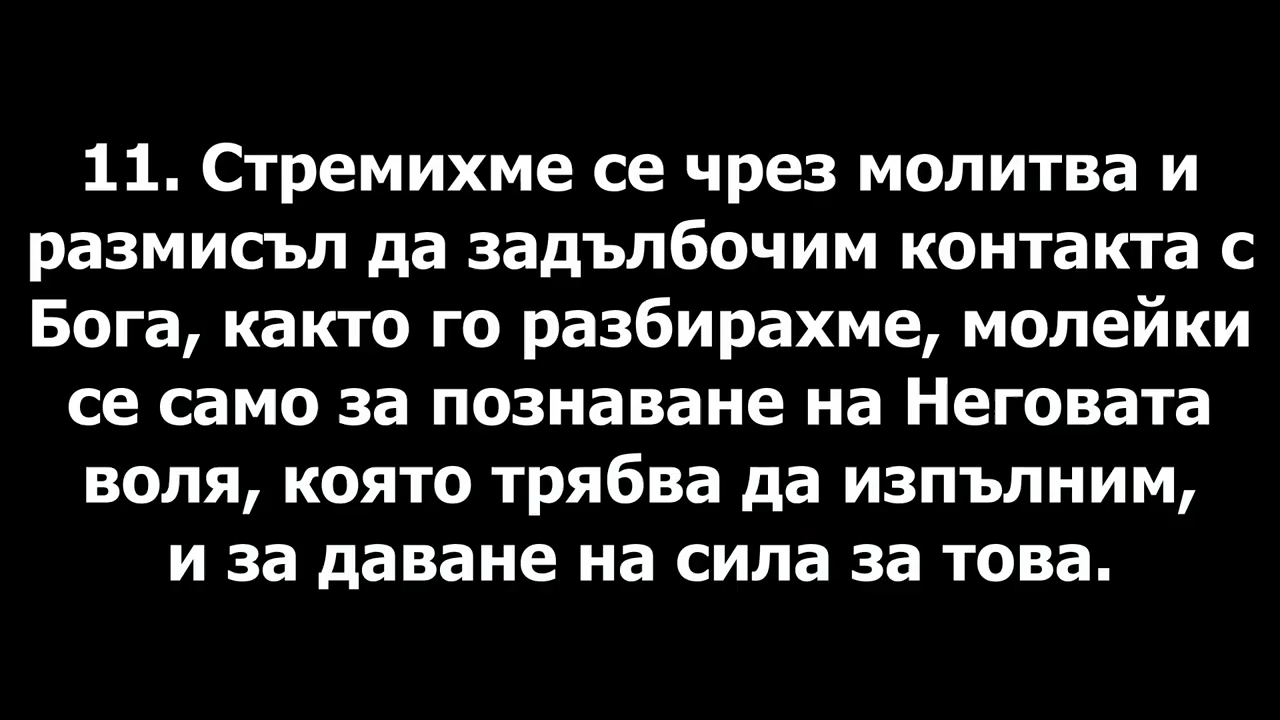 11. Стремихме се чрез молитва и
размисъл да задълбочим контакта с
Бога, както го разбирахме, молейки
се само за познаване на Неговата
воля, която трябва да изпълним,
и за даване на сила за това.